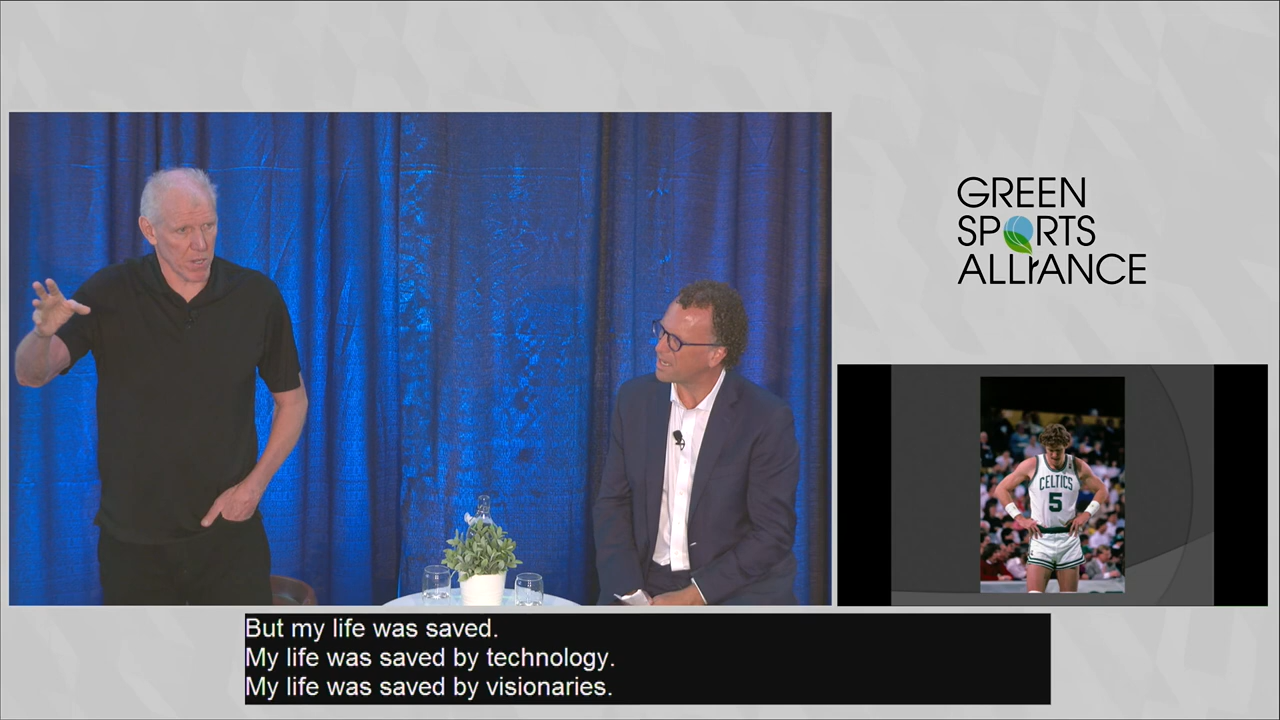 GREEN
SPORTS
ALLIANCE
CELTICS
5
But my life was saved.
My life was saved by technology.
My life was saved by visionaries.